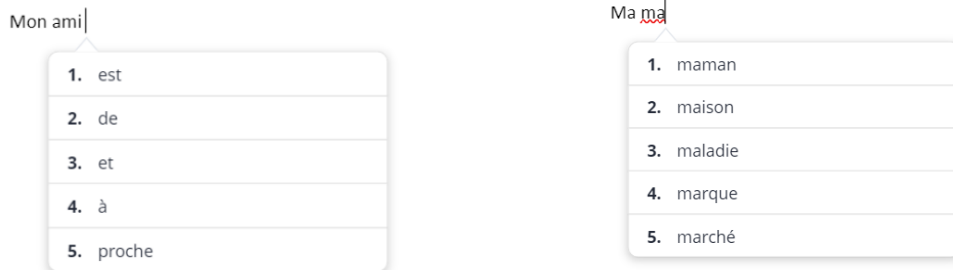 Mon ami
1. est
2. de
3. et
4. à
5. proche
Ma ma
1. maman
2. maison
3. maladie
4. marque
5. marché